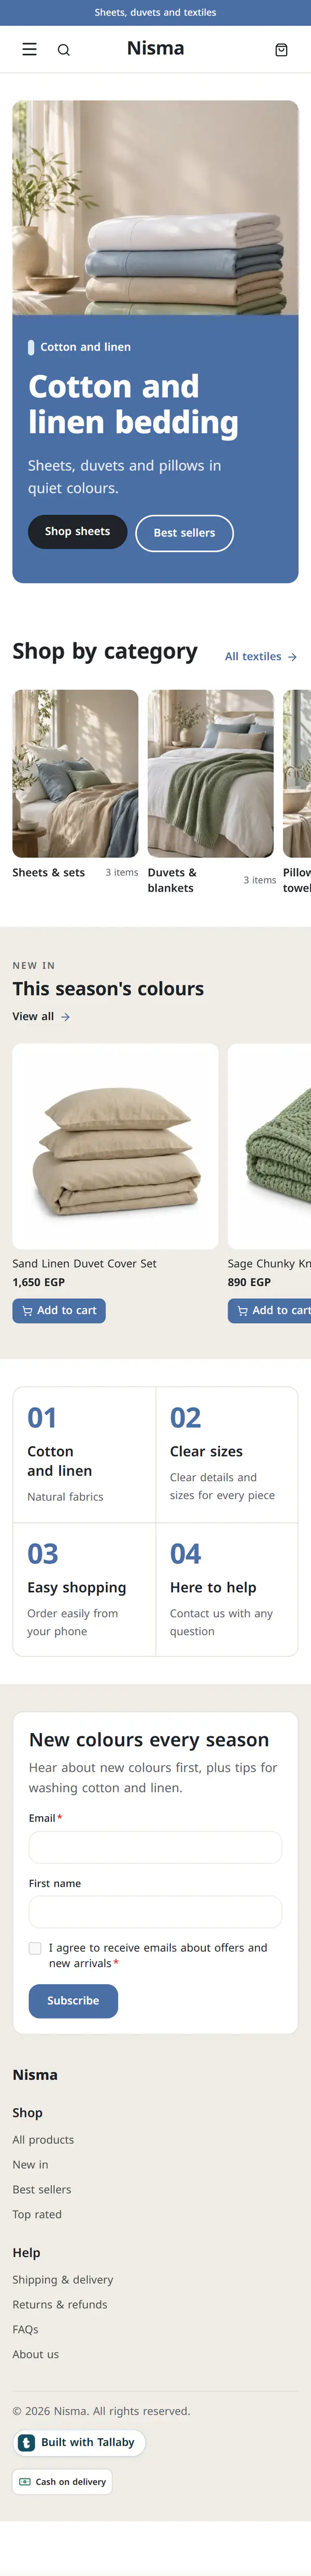 Sheets, duvets and textiles
Nisma
Cotton and linen
Cotton and
linen bedding
Sheets, duvets and pillows in
quiet colours.
Shop sheets
Best sellers
Shop by category
All textiles
Sheets & sets
3 items
Duvets &
blankets
3 items
Pillow
towel
NEW IN
This season's colours
View all
Sand Linen Duvet Cover Set
1,650 EGP
Add to cart
Sage Chunky Kn
890 EGP
Add to cart
01
Cotton
and linen
Natural fabrics
02
Clear sizes
Clear details and
sizes for every piece
03
Easy shopping
Order easily from
your phone
04
Here to help
Contact us with any
question
New colours every season
Hear about new colours first, plus tips for
washing cotton and linen.
Email*
First name
I agree to receive emails about offers and
new arrivals*
Subscribe
Nisma
Shop
All products
New in
Best sellers
Top rated
Help
Shipping & delivery
Returns & refunds
FAQs
About us
© 2026 Nisma. All rights reserved.
t Built with Tallaby
Cash on delivery